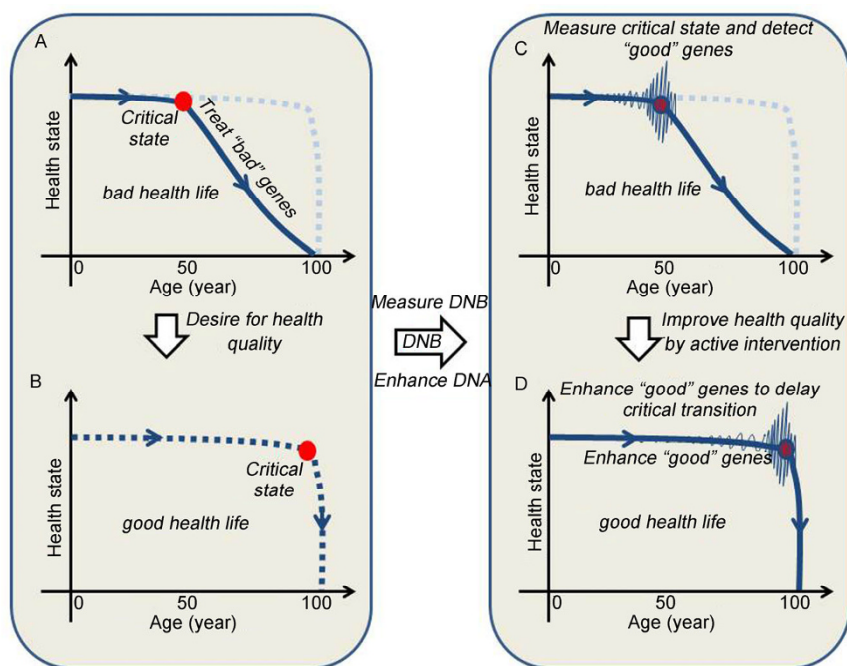 A
Health state
Critical
state
Treat "bad" genes
bad health life
0
50
100
Age (year)
Desire for health
quality
B
Health state
Critical
state
good health life
0
50
100
Age (year)
Measure DNB
DNB
Enhance DNA
C
Measure critical state and detect
"good" genes
Health state
bad health life
0
50
100
Age (year)
Improve health quality
by active intervention
D
Enhance "good" genes to delay
critical transition
Health state
Enhance "good" genes
good health life
0
50
100
Age (year)